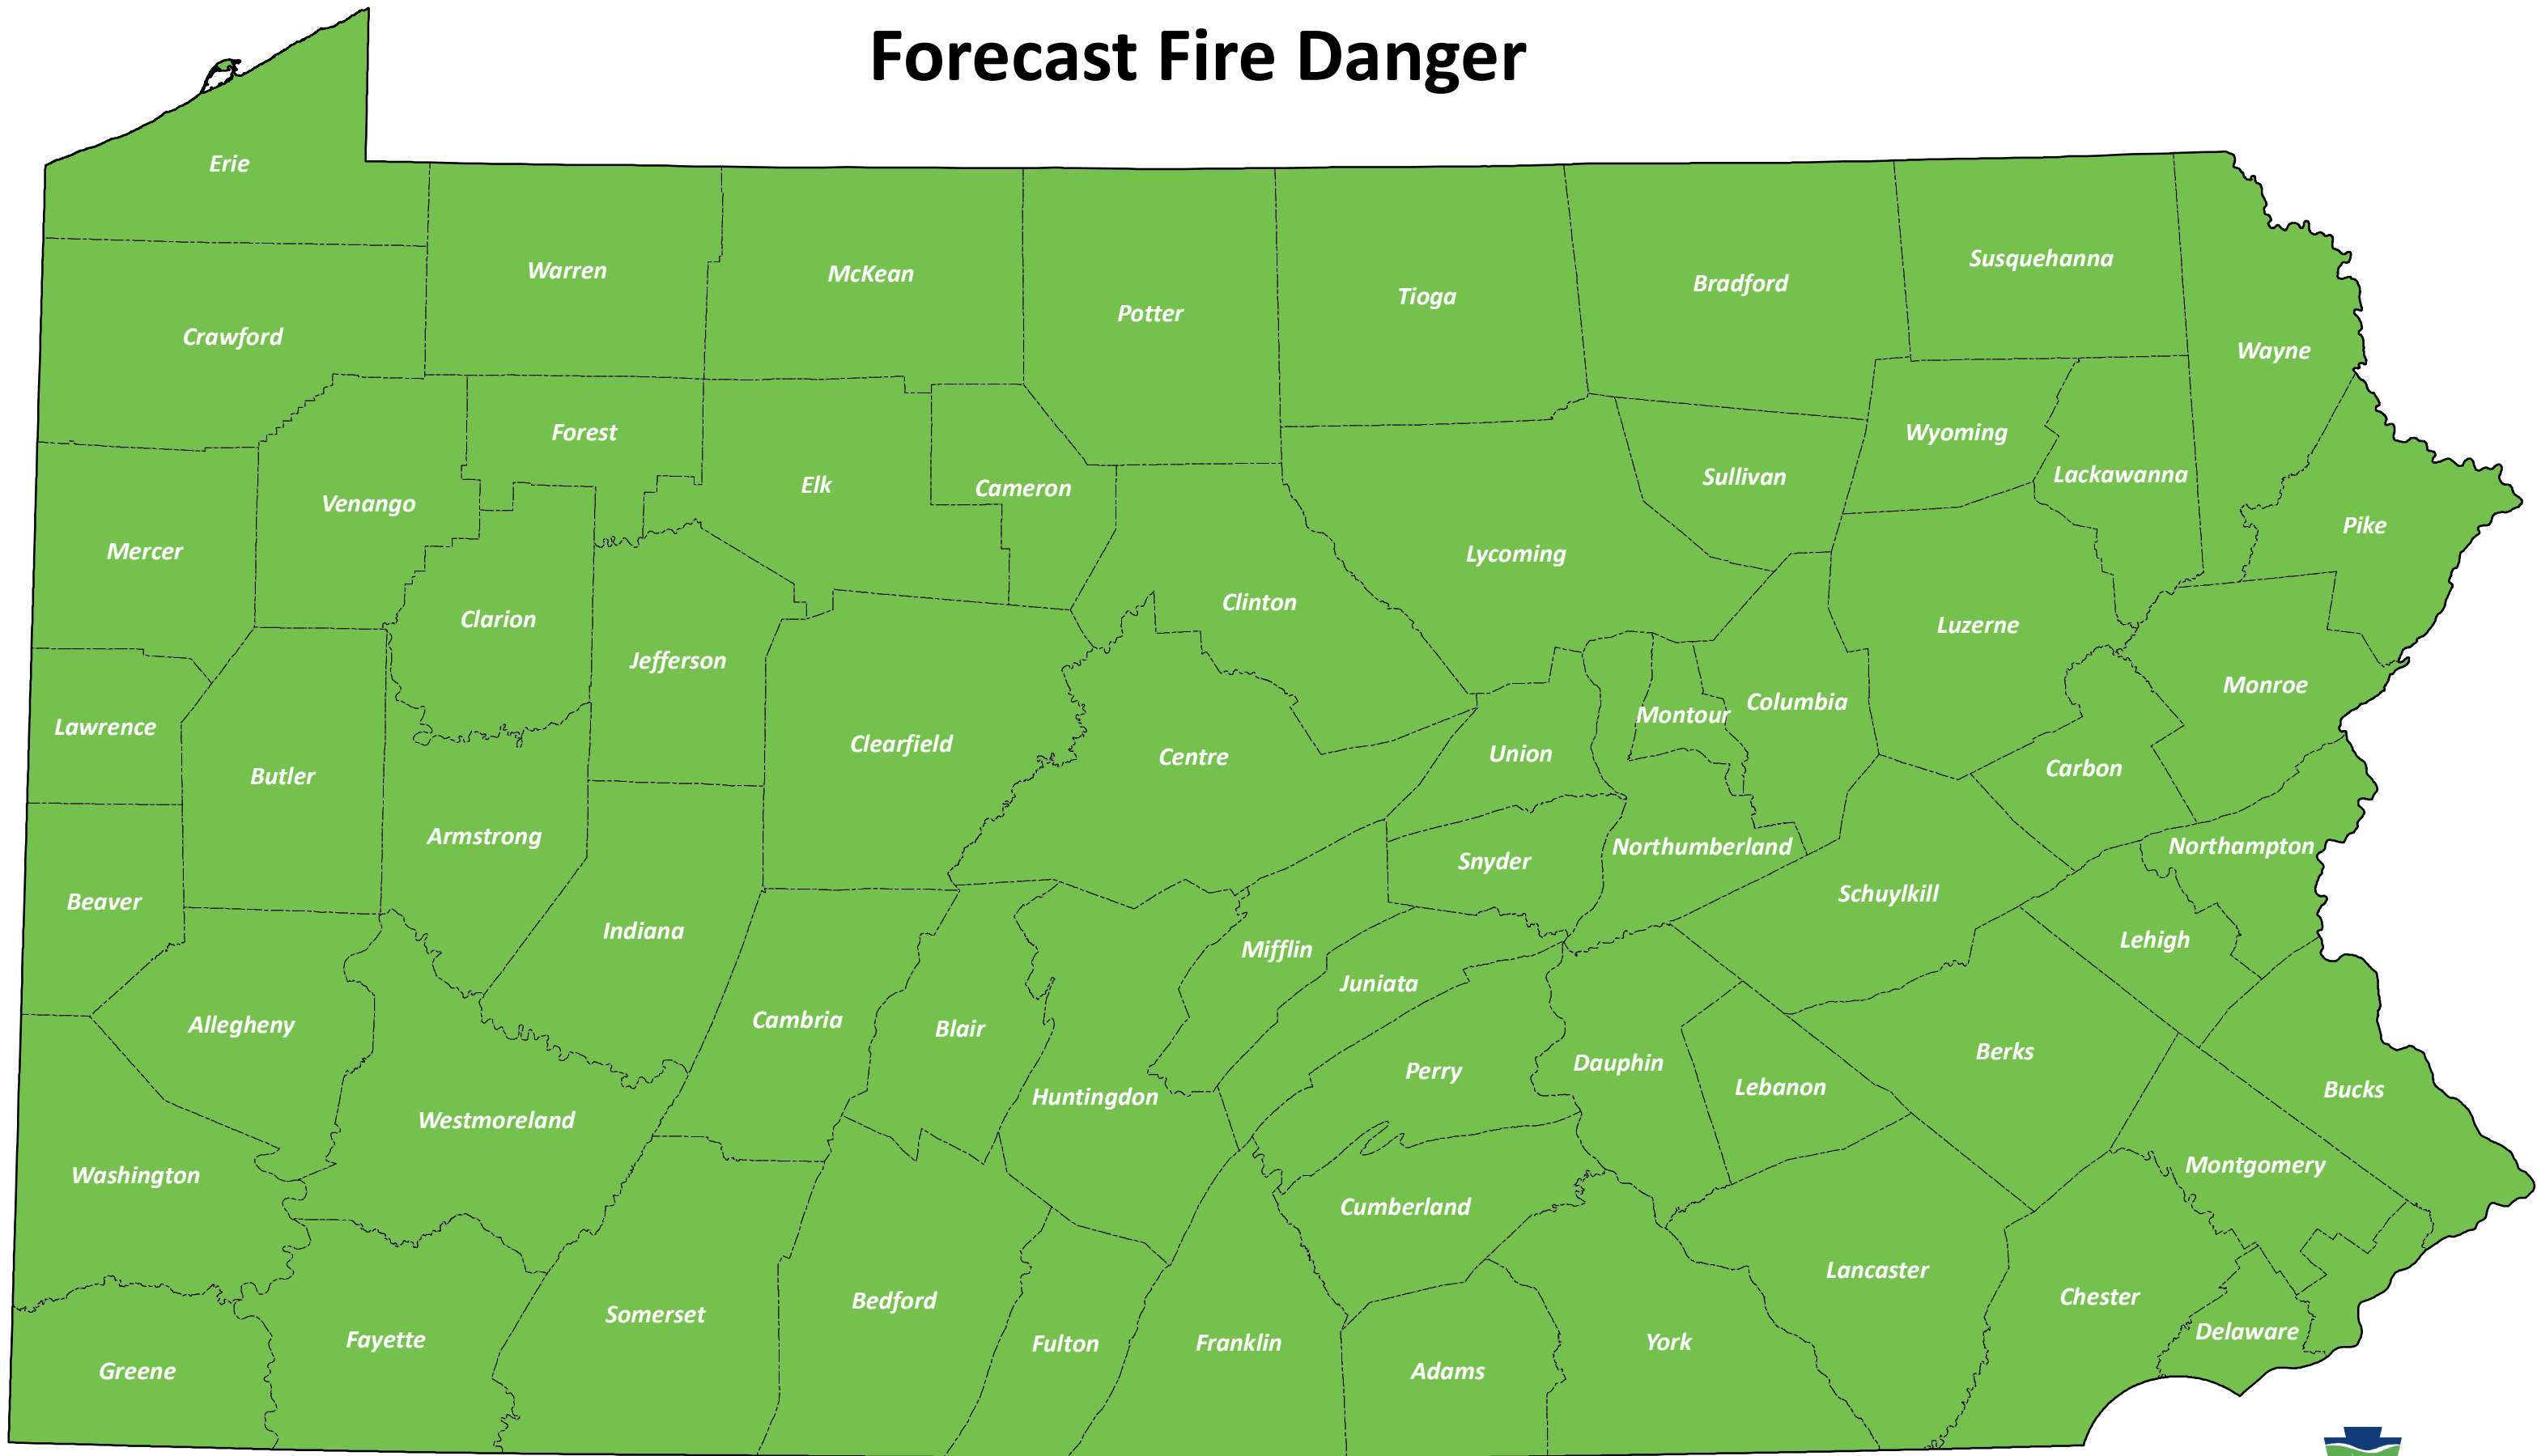 Forecast Fire Danger
Erie
Susquehanna
Warren
McKean
Bradford
Tioga
Potter
Crawford
Wayne
Forest
Wyoming
Lackawanna
Sullivan
Elk
Cameron
Venango
Pike
Mercer
Lycoming
Clinton
Clarion
Luzerne
Jefferson
Monroe
Columbia
Montour
Lawrence
Clearfield
Union
Centre
Carbon
Butler
Armstrong
Northumberland
Northampton
Snyder
Schuylkill
Beaver
Indiana
Lehigh
Mifflin
Juniata
Cambria
Allegheny
Blair
Berks
Dauphin
Perry
Lebanon
Bucks
Huntingdon
Westmoreland
Montgomery
Washington
Cumberland
Lancaster
Chester
Bedford
Somerset
Delaware
Fayette
York
Fulton
Franklin
Greene
Adams